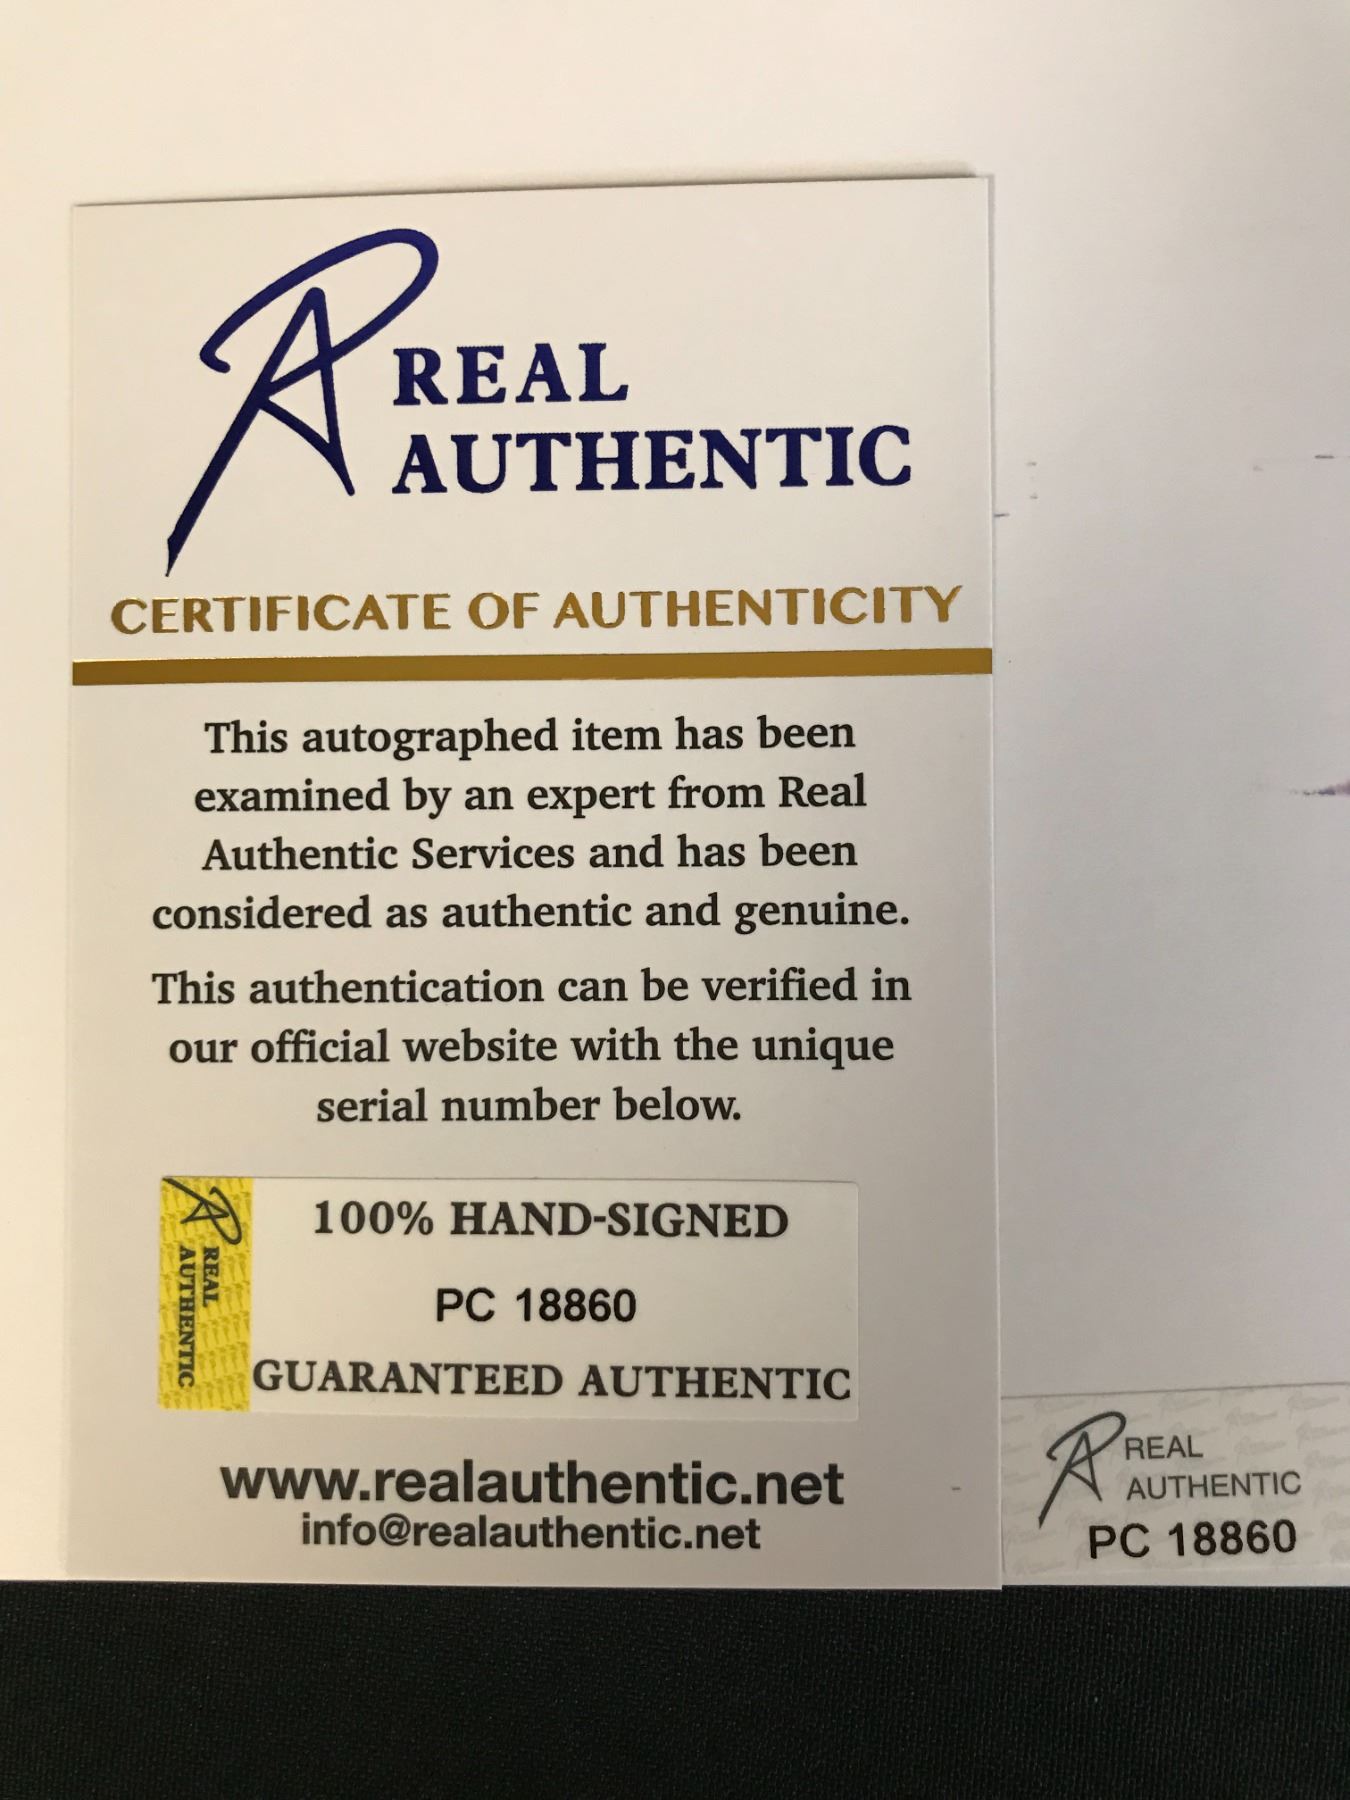 REAL
AUTHENTIC
CERTIFICATE OF AUTHENTICITY
This autographed item has been
examined by an expert from Real
Authentic Services and has been
considered as authentic and genuine.
This authentication can be verified in
our official website with the unique
serial number below.
REAL
AUTHENTIC
100% HAND-SIGNED
PC 18860
GUARANTEED AUTHENTIC
www.realauthentic.net
info@realauthentic.net
REAL
AUTHENTIC
PC 18860